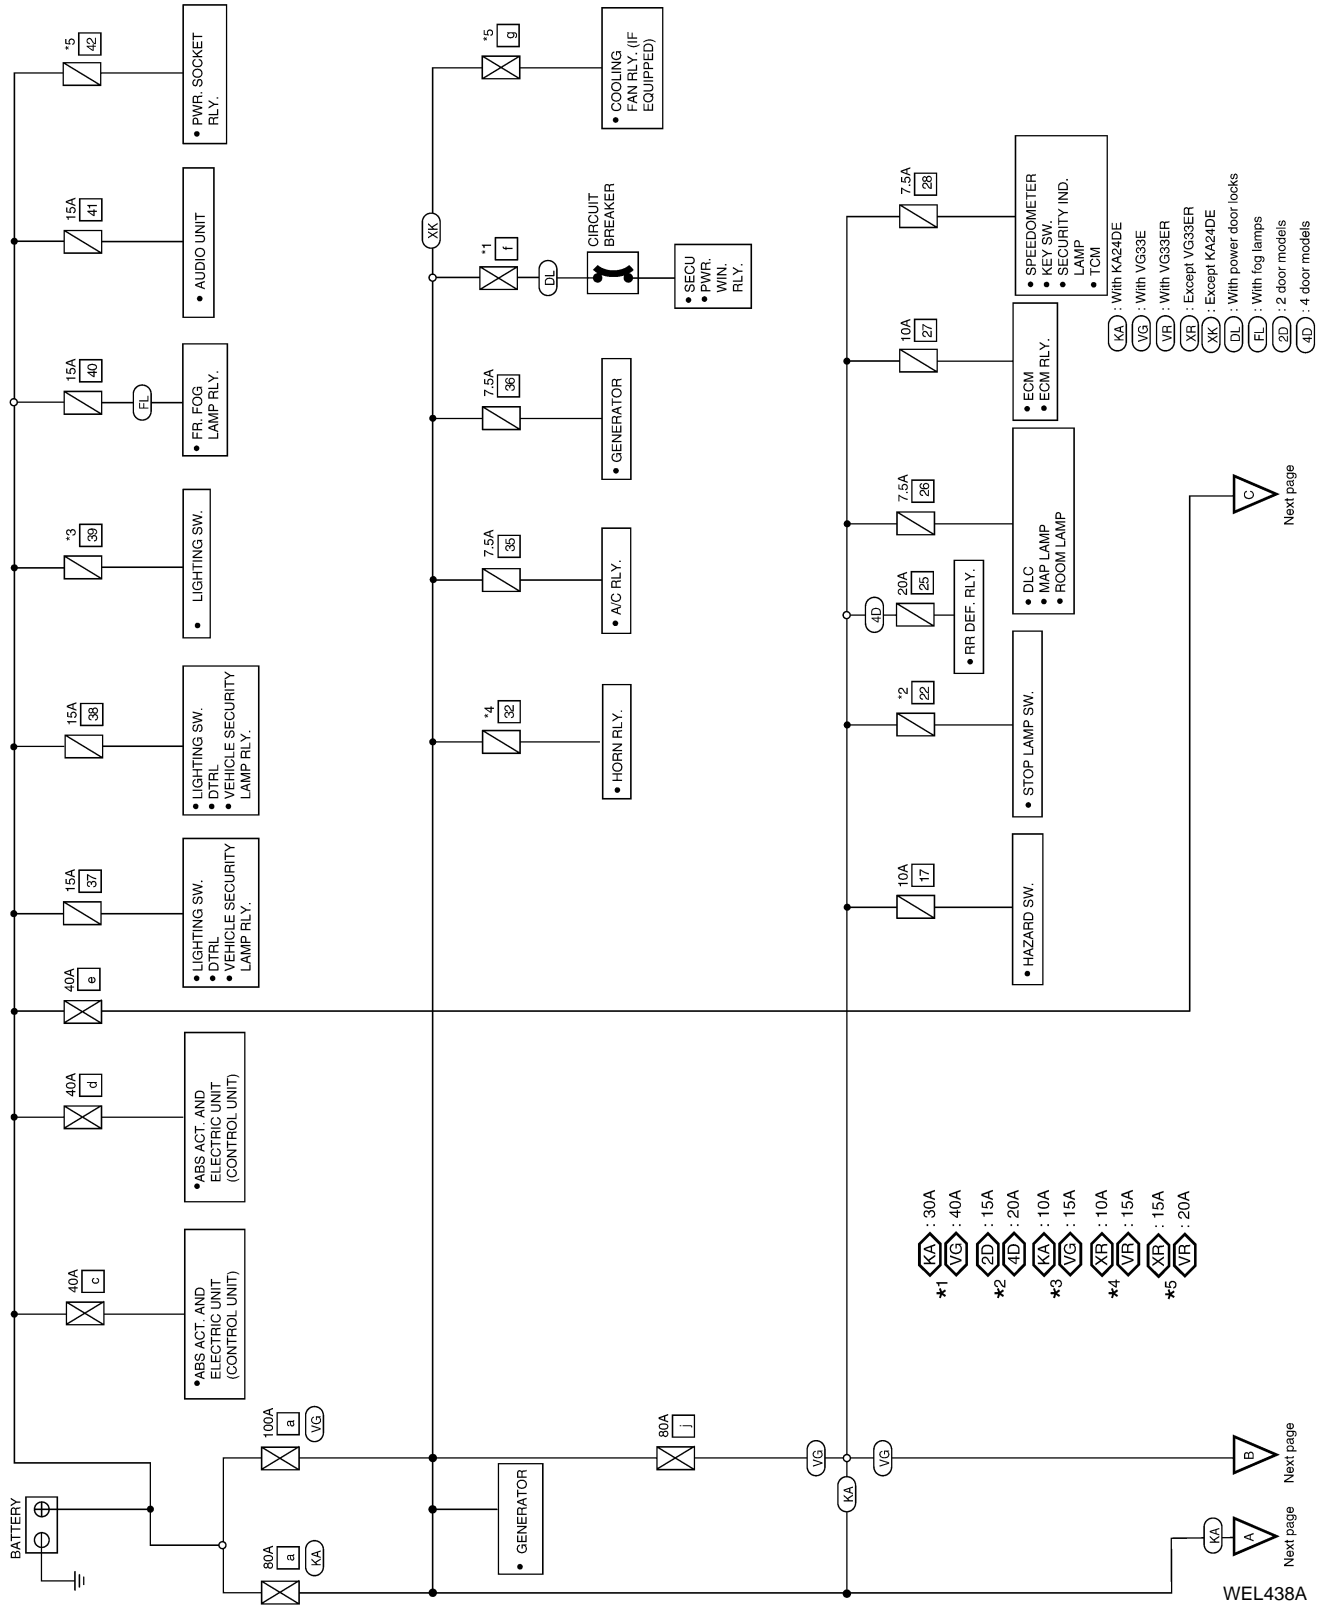 BATTERY
80A
a
KA
100A
a
VG
40A
c
• ABS ACT. AND
ELECTRIC UNIT
(CONTROL UNIT)
40A
d
• ABS ACT. AND
ELECTRIC UNIT
(CONTROL UNIT)
40A
e
15A
37
• LIGHTING SW.
• DTRL
• VEHICLE SECURITY
LAMP RLY.
15A
38
• LIGHTING SW.
• DTRL
• VEHICLE SECURITY
LAMP RLY.
*3
39
• LIGHTING SW.
15A
40
FL
• FR. FOG
LAMP RLY.
15A
41
• AUDIO UNIT
*5
42
• PWR. SOCKET
RLY.
• GENERATOR
80A
j
*4
32
• HORN RLY.
7.5A
35
• A/C RLY.
7.5A
36
• GENERATOR
*1
f
DL
CIRCUIT
BREAKER
• SECU
• PWR.
WIN.
RLY.
XK
*5
g
• COOLING
FAN RLY. (IF
EQUIPPED)
KA
VG
VG
10A
17
• HAZARD SW.
*2
22
• STOP LAMP SW.
4D
20A
25
• RR DEF. RLY.
7.5A
26
• DLC
• MAP LAMP
• ROOM LAMP
10A
27
• ECM
• ECM RLY.
7.5A
28
• SPEEDOMETER
• KEY SW.
• SECURITY IND.
LAMP
• TCM
*1 KA : 30A
VG : 40A
*2 2D : 15A
4D : 20A
*3 KA : 10A
VG : 15A
*4 XR : 10A
VR : 15A
*5 XR : 15A
VR : 20A
KA : With KA24DE
VG : With VG33E
VR : With VG33ER
XR : Except VG33ER
XK : Except KA24DE
DL : With power door locks
FL : With fog lamps
2D : 2 door models
4D : 4 door models
KA
A
Next page
B
Next page
C
Next page
WEL438A